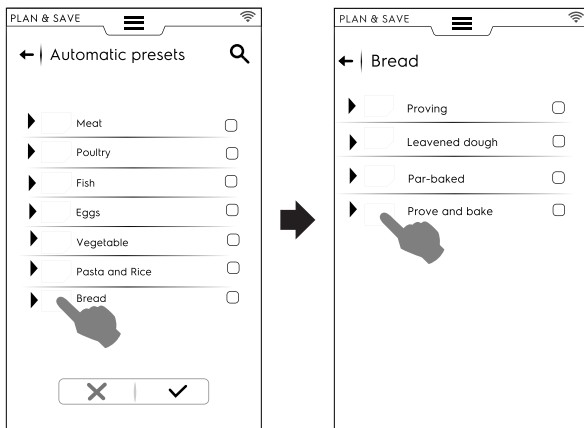 PLAN & SAVE
Automatic presets
Meat
Poultry
Fish
Eggs
Vegetable
Pasta and Rice
Bread
PLAN & SAVE
Bread
Proving
Leavened dough
Par-baked
Prove and bake